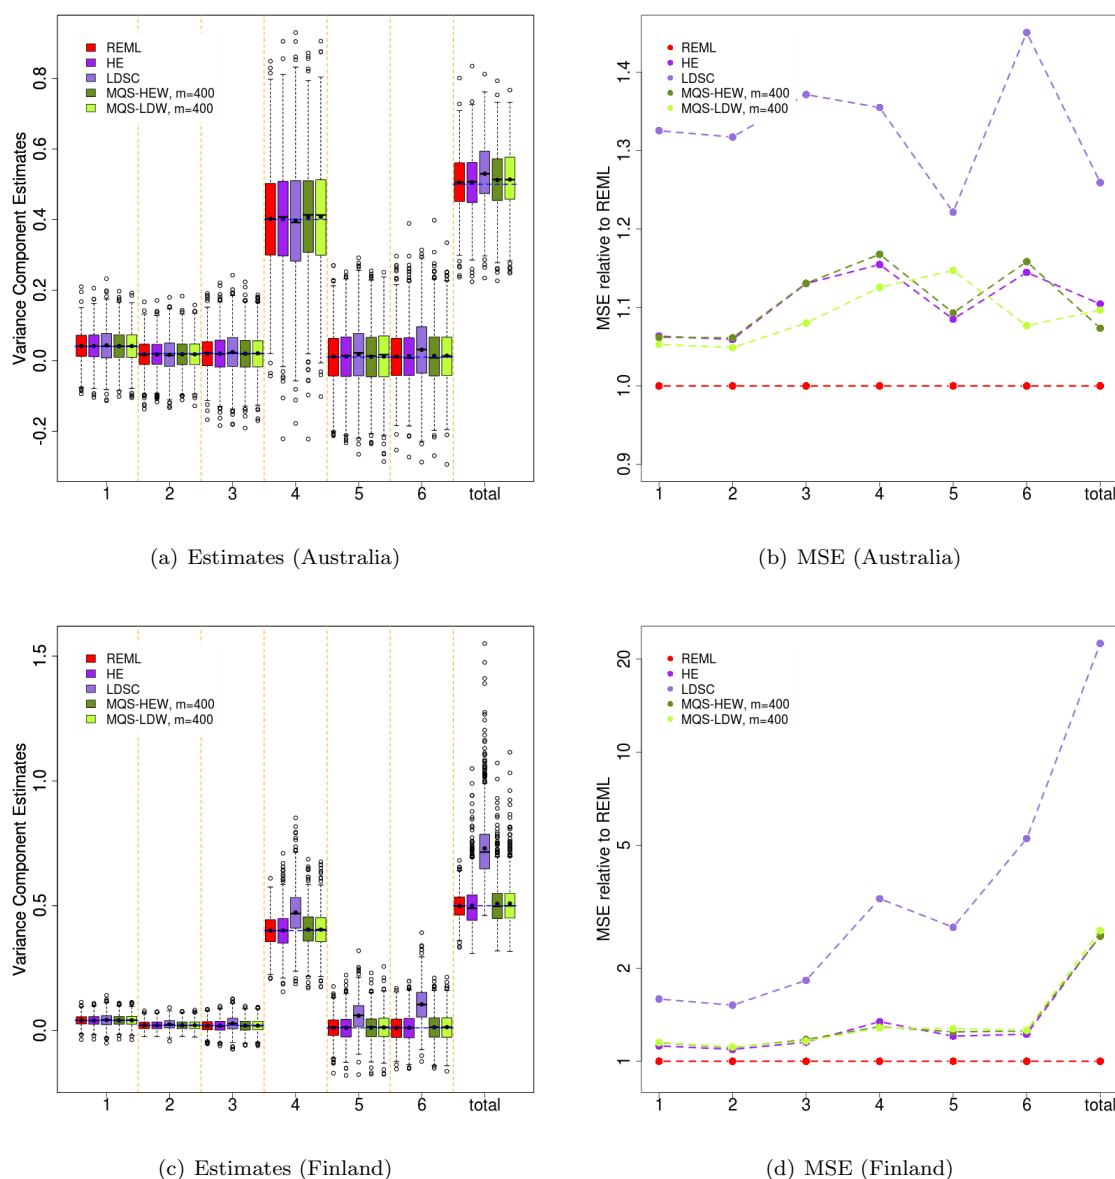 REML
HE
LDSC
MQS-HEW, m=400
MQS-LDW, m=400
Variance Component Estimates
0.8
0.6
0.4
0.2
0.0
-0.2
1 2 3 4 5 6 total
(a) Estimates (Australia)
REML
HE
LDSC
MQS-HEW, m=400
MQS-LDW, m=400
MSE relative to REML
1.4
1.3
1.2
1.1
1.0
0.9
1 2 3 4 5 6 total
(b) MSE (Australia)
REML
HE
LDSC
MQS-HEW, m=400
MQS-LDW, m=400
Variance Component Estimates
1.5
1.0
0.5
0.0
1 2 3 4 5 6 total
(c) Estimates (Finland)
REML
HE
LDSC
MQS-HEW, m=400
MQS-LDW, m=400
MSE relative to REML
20
10
5
2
1
1 2 3 4 5 6 total
(d) MSE (Finland)